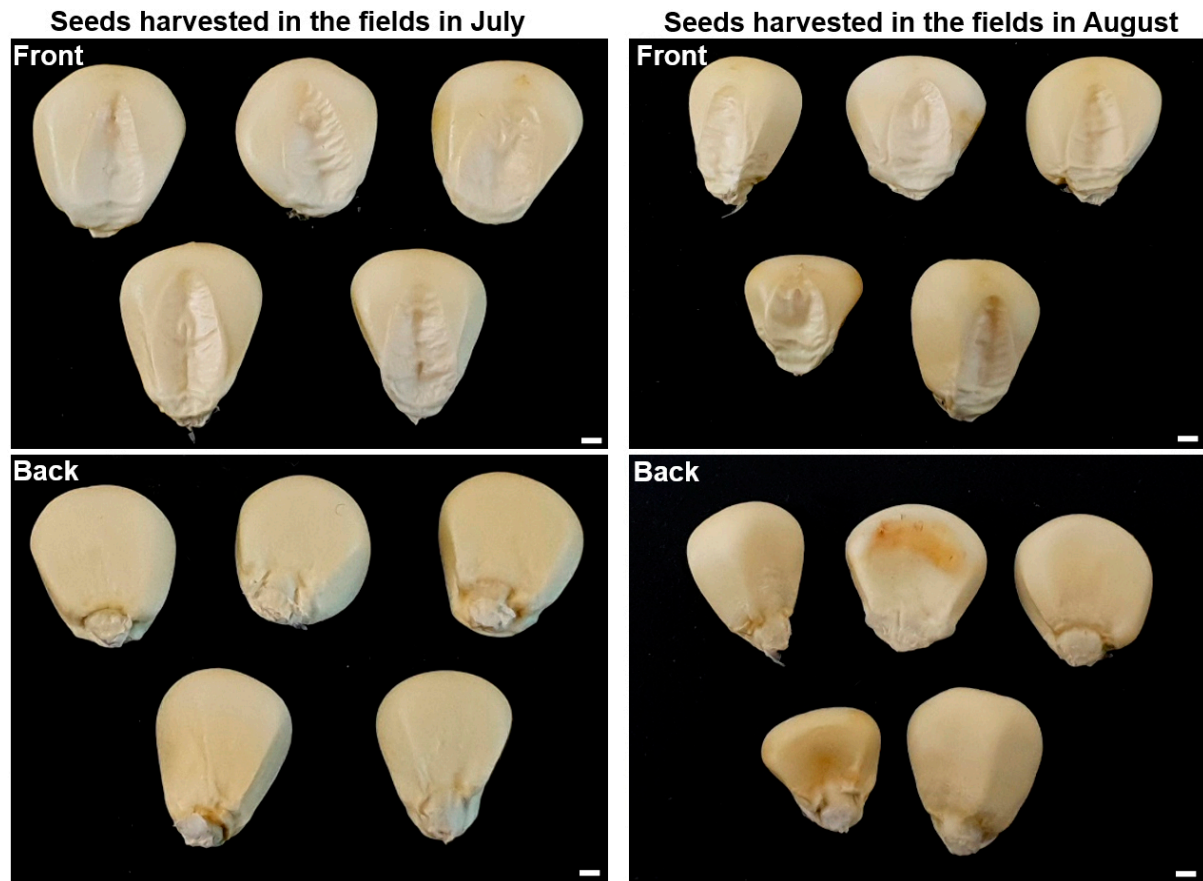 Seeds harvested in the fields in July
Seeds harvested in the fields in August
Front
Front
Back
Back